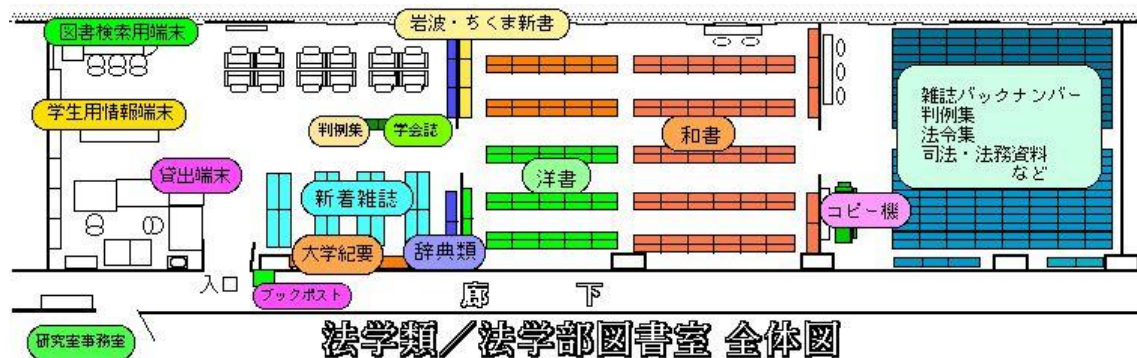 図書検索用端末
岩波・ちくま新書
学生用情報端末
判例集
学会誌
和書
雑誌バックナンバー
判例集
法令集
司法・法務資料
など
貸出端末
新着雑誌
洋書
コピー機
大学紀要
辞典類
入口
ブックポスト
廊 下
研究室事務室
法学類／法学部図書室 全体図